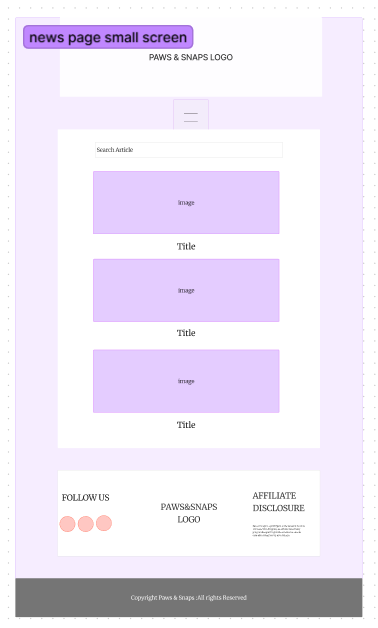 news page small screen
PAWS & SNAPS LOGO
Search Article
image
Title
image
Title
image
Title
FOLLOW US
PAWS&SNAPS
LOGO
AFFILIATE
DISCLOSURE
Copyright Paws & Snaps :All rights Reserved